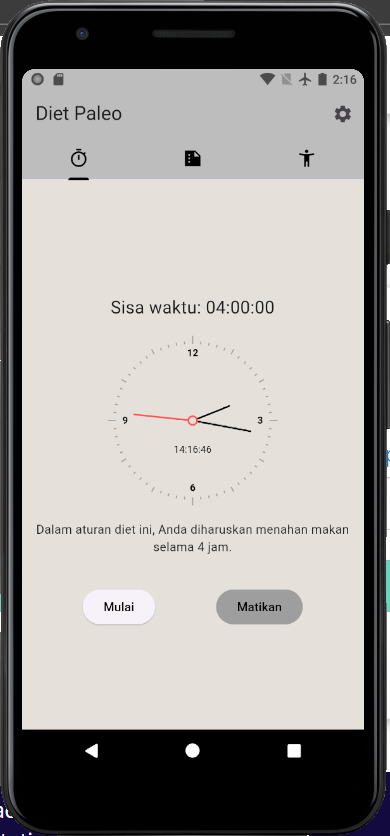 2:16
Diet Paleo
Sisa waktu: 04:00:00
12
9
3
14:16:46
6
Dalam aturan diet ini, Anda diharuskan menahan makan
selama 4 jam.
Mulai
Matikan